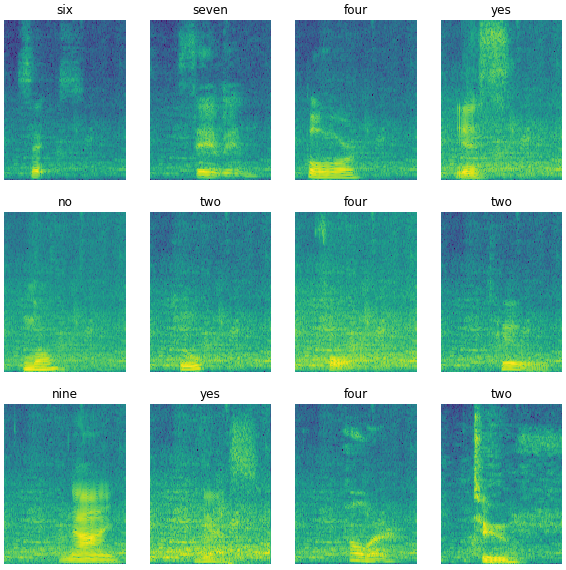 six seven four yes
no two four two
nine yes four two